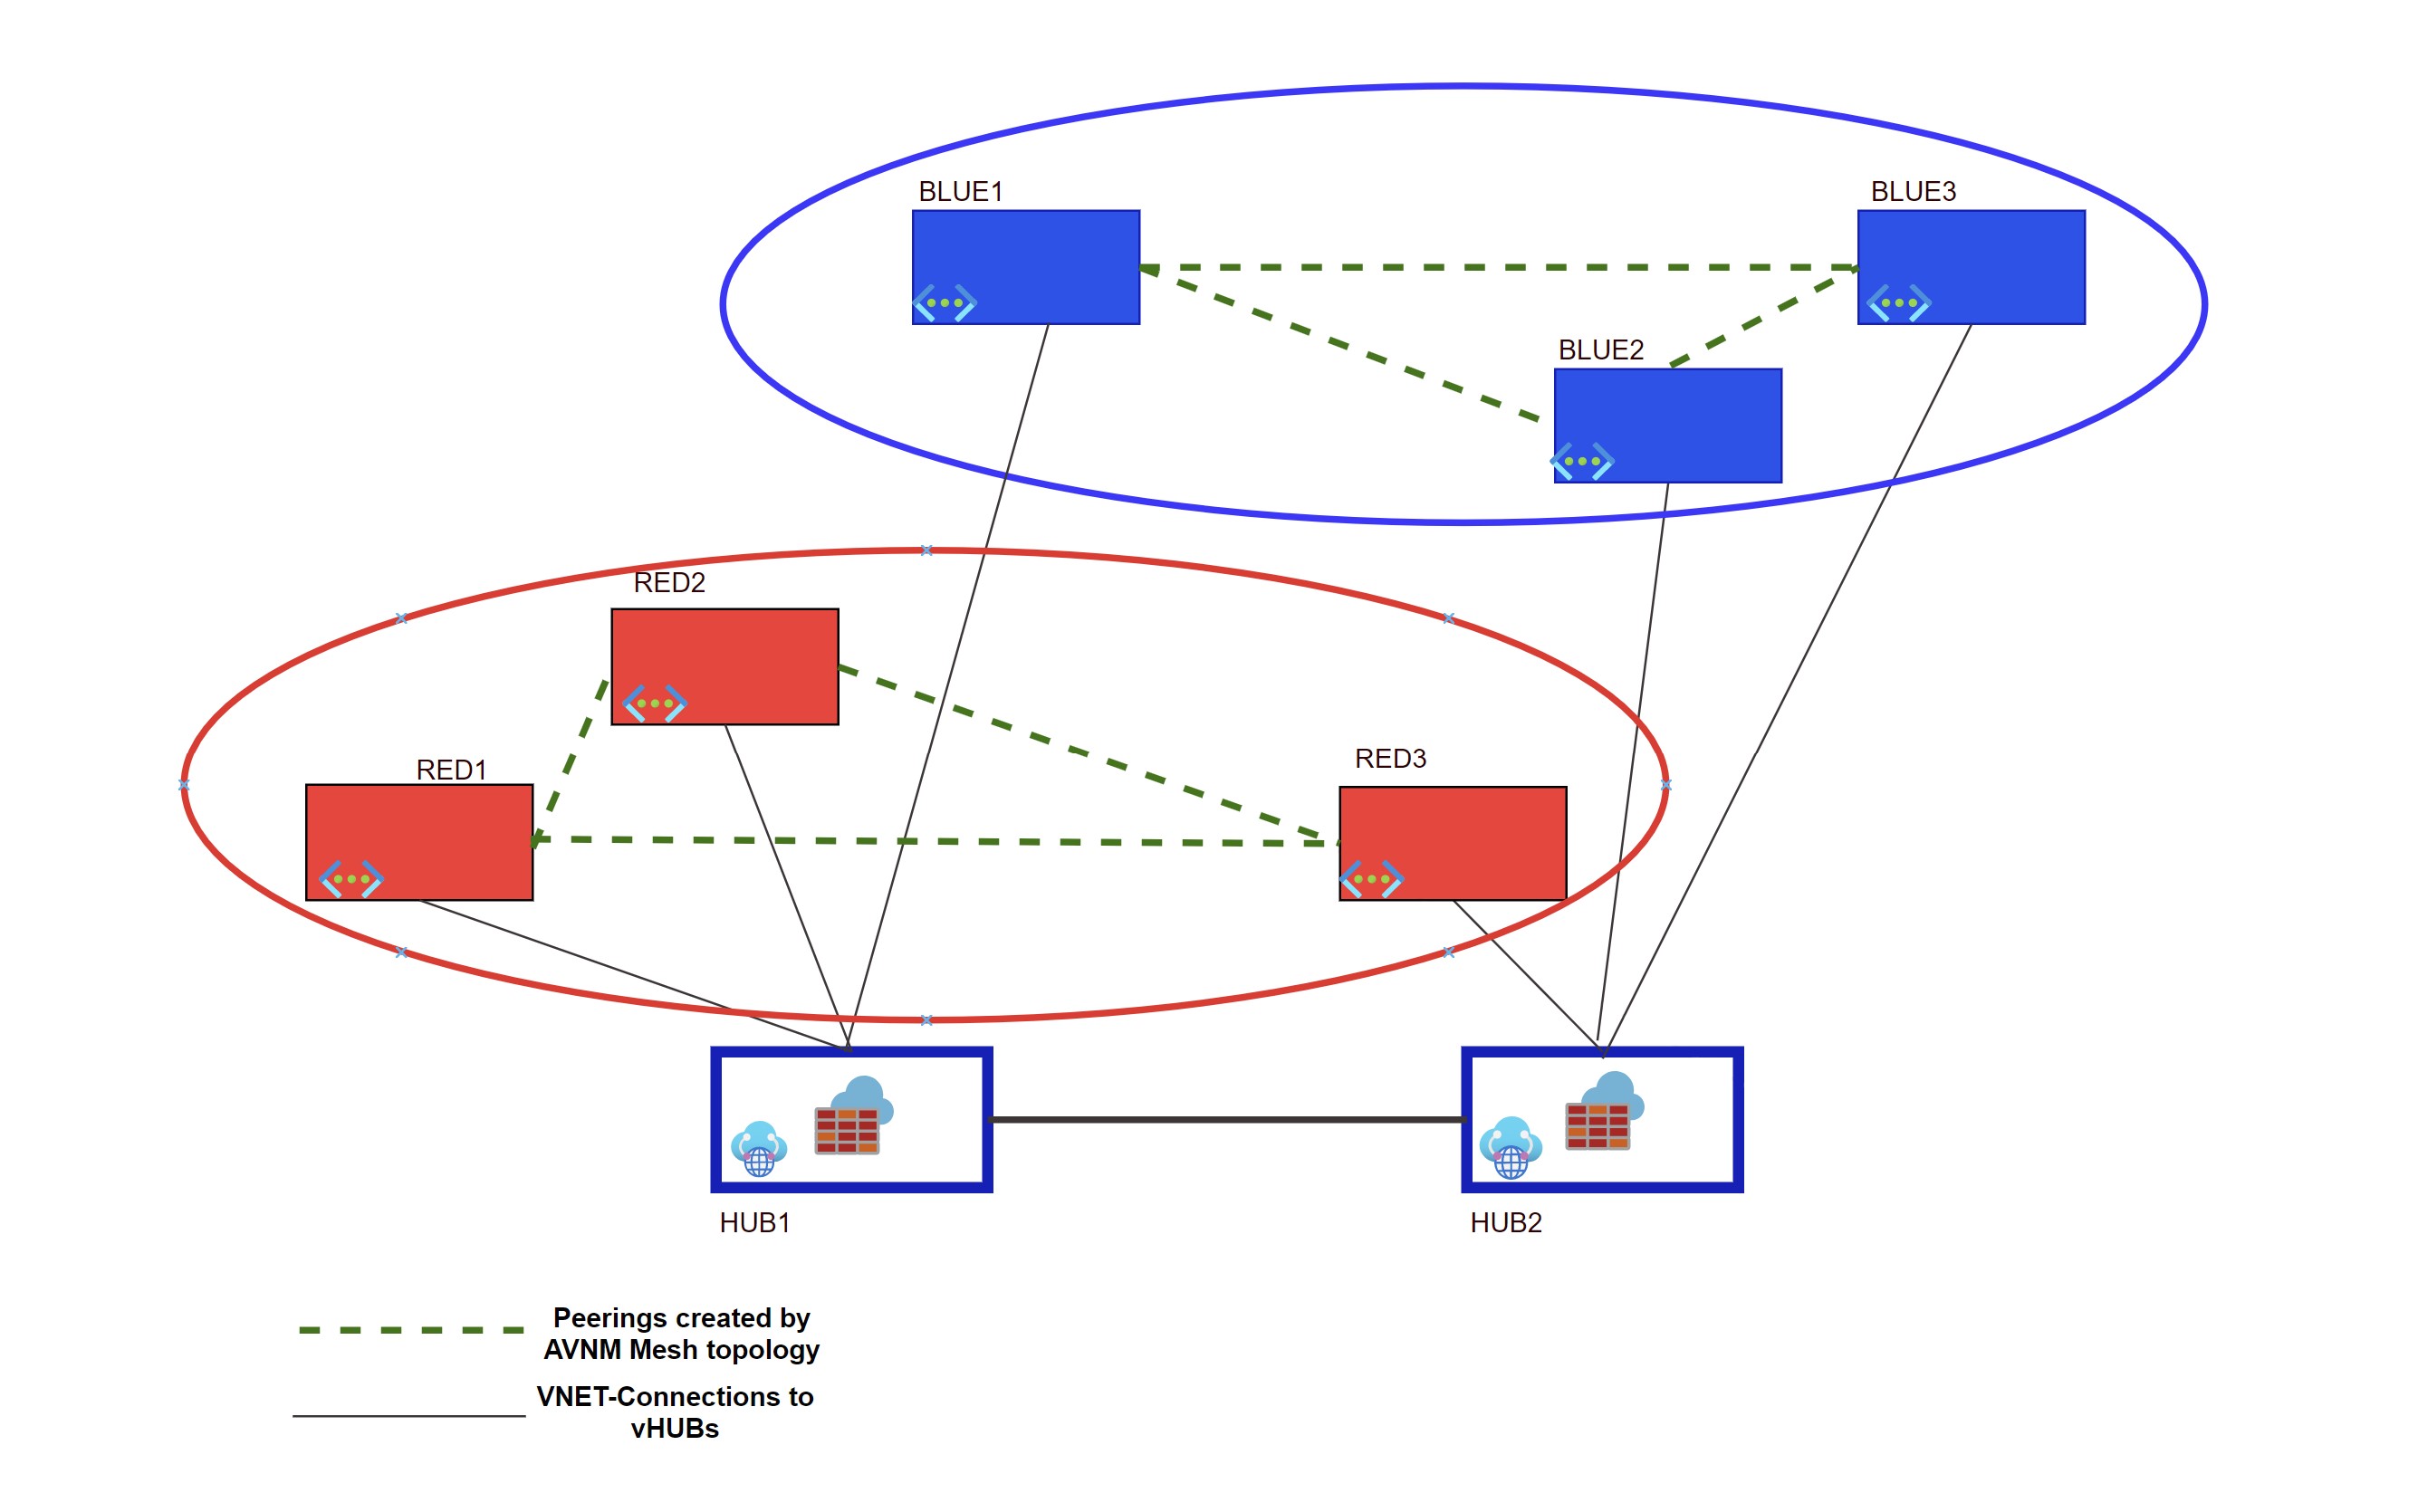 BLUE1
BLUE3
BLUE2
RED2
RED3
RED1
HUB1
HUB2
Peerings created by
AVNM Mesh topology
VNET-Connections to
vHUBs